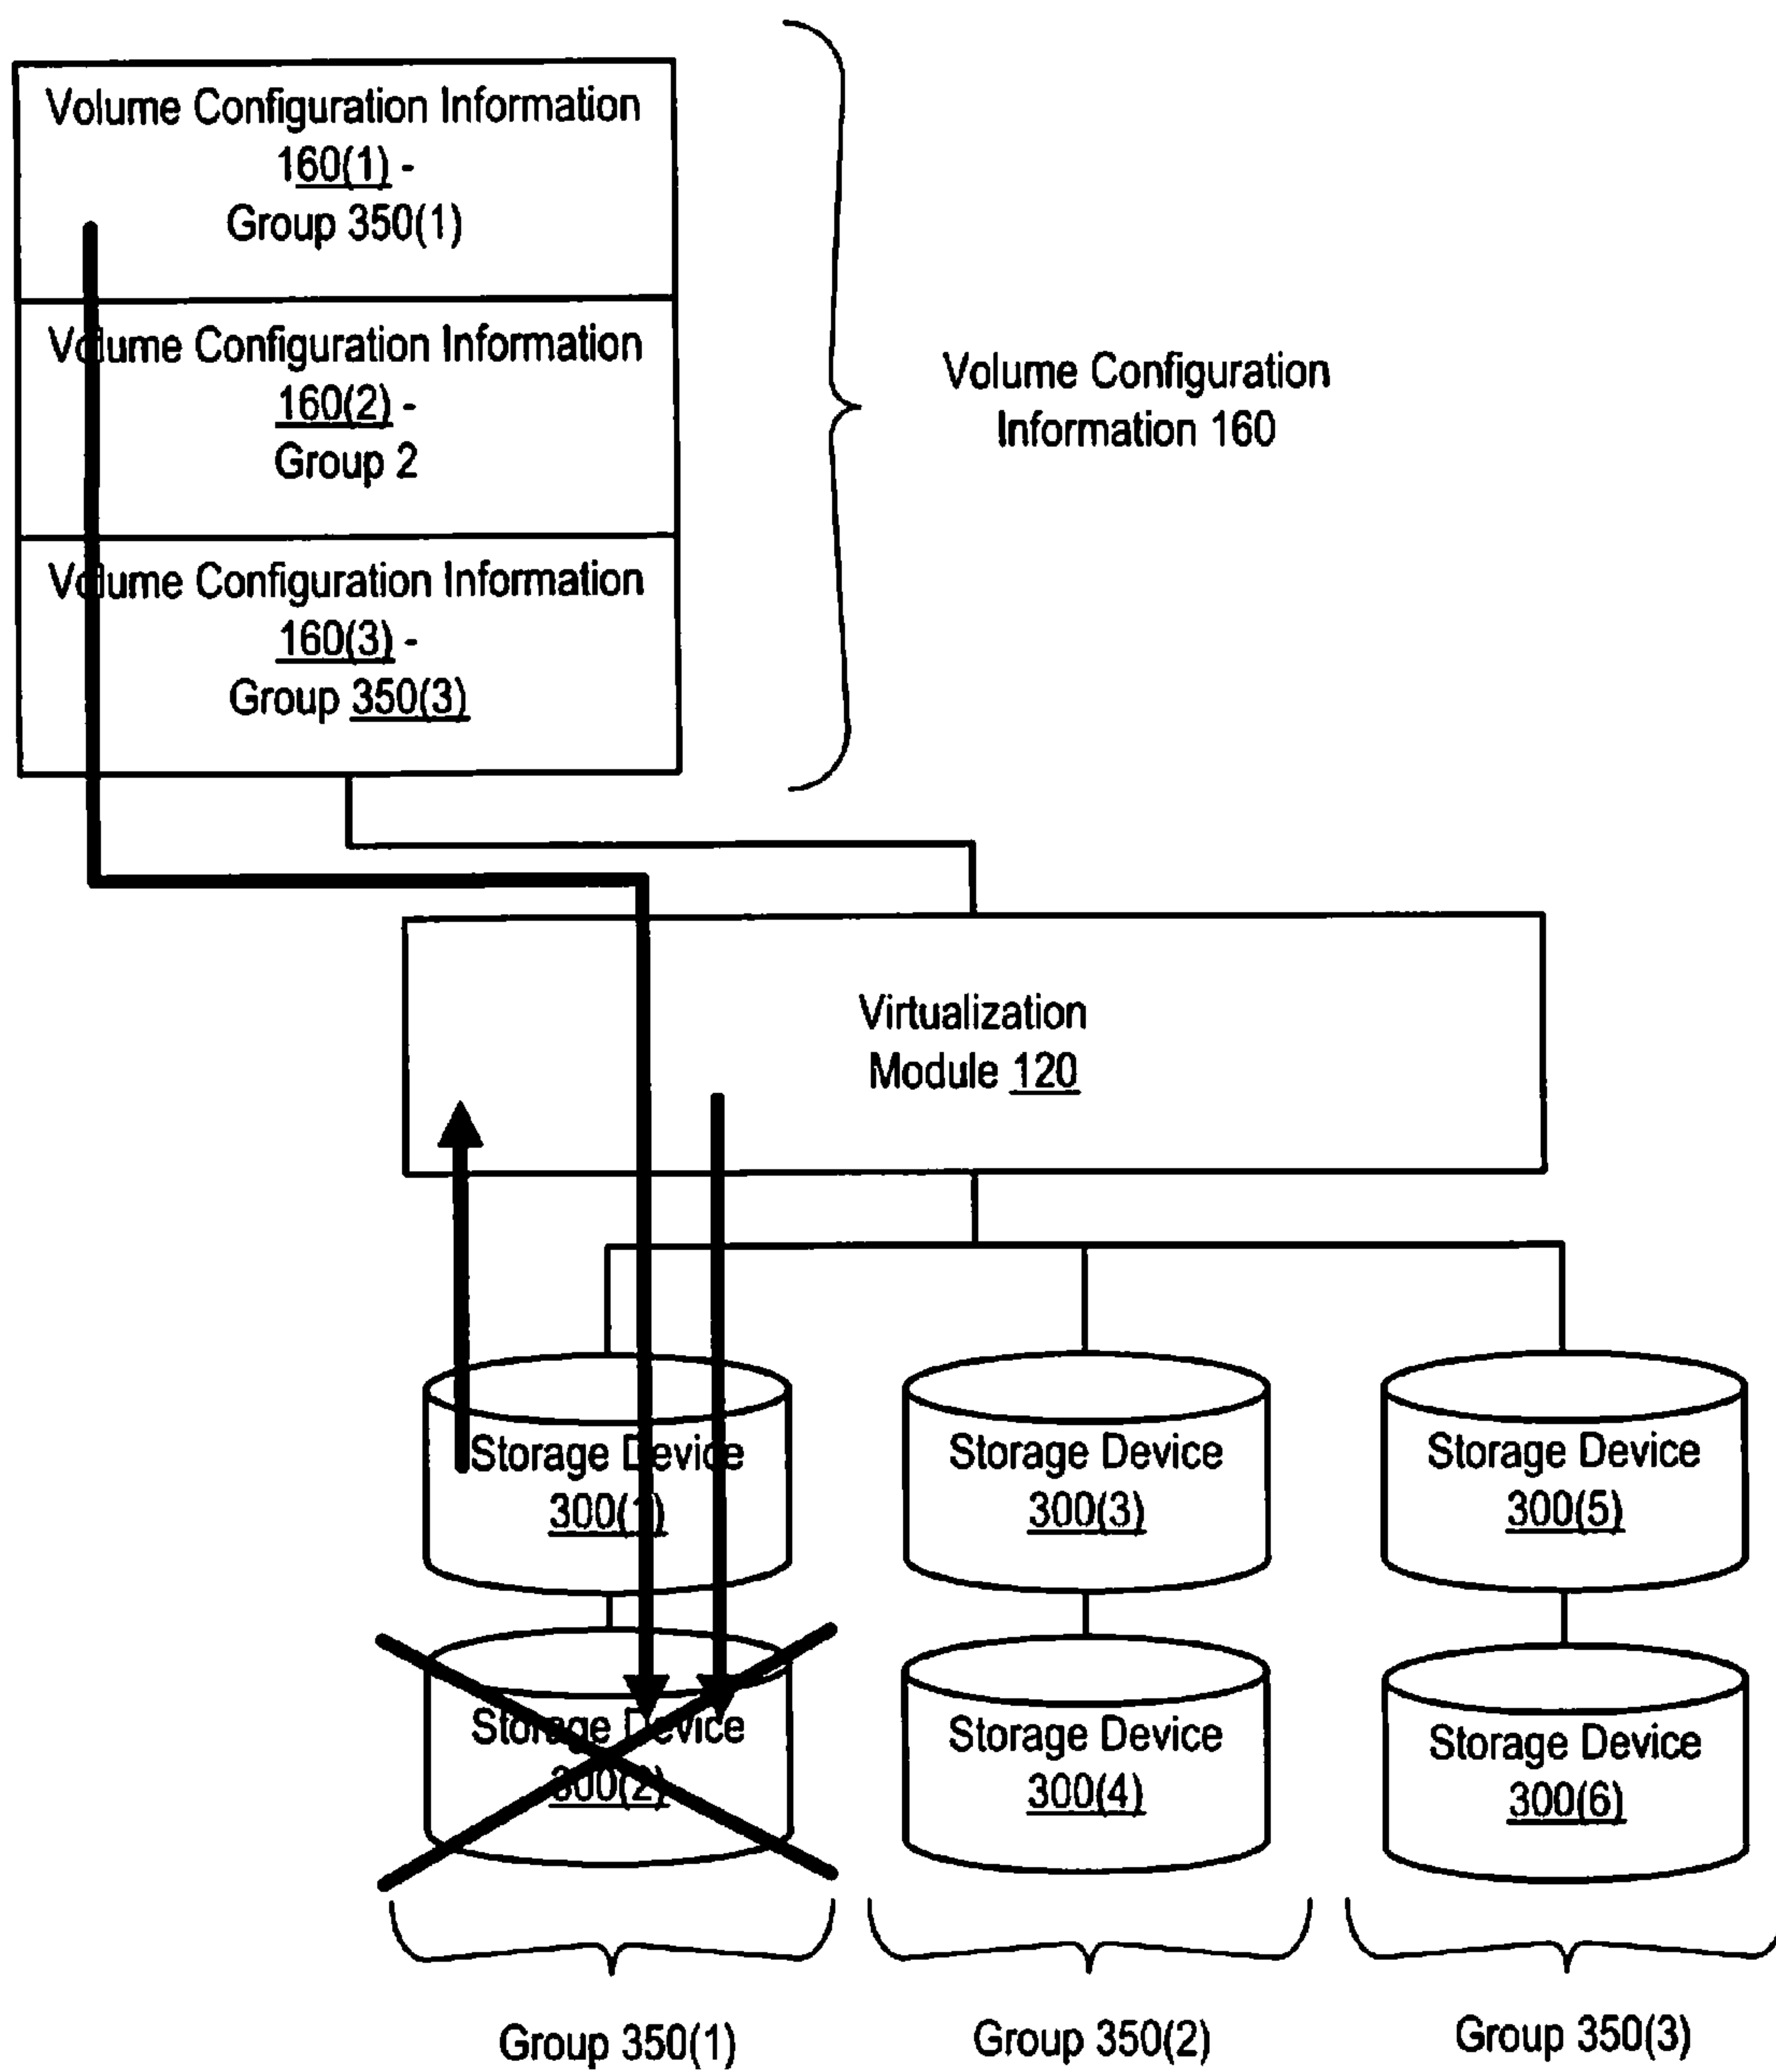 Volume Configuration Information
160(1) -
Group 350(1)
Volume Configuration Information
160(2) -
Group 2
Volume Configuration Information
160(3) -
Group 350(3)
Volume Configuration
Information 160
Virtualization
Module 120
Storage Device
300(1)
Storage Device
300(3)
Storage Device
300(5)
Storage Device
300(2)
Storage Device
300(4)
Storage Device
300(6)
Group 350(1)
Group 350(2)
Group 350(3)